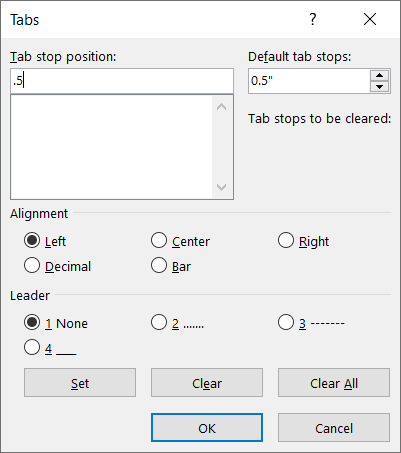 Tabs ?
Tab stop position: Default tab stops:
.5 0.5"
Tab stops to be cleared:
Alignment
Left Center Right
Decimal Bar
Leader
1 None 2 ....... 3 -------
4 ___
Set Clear Clear All
OK Cancel